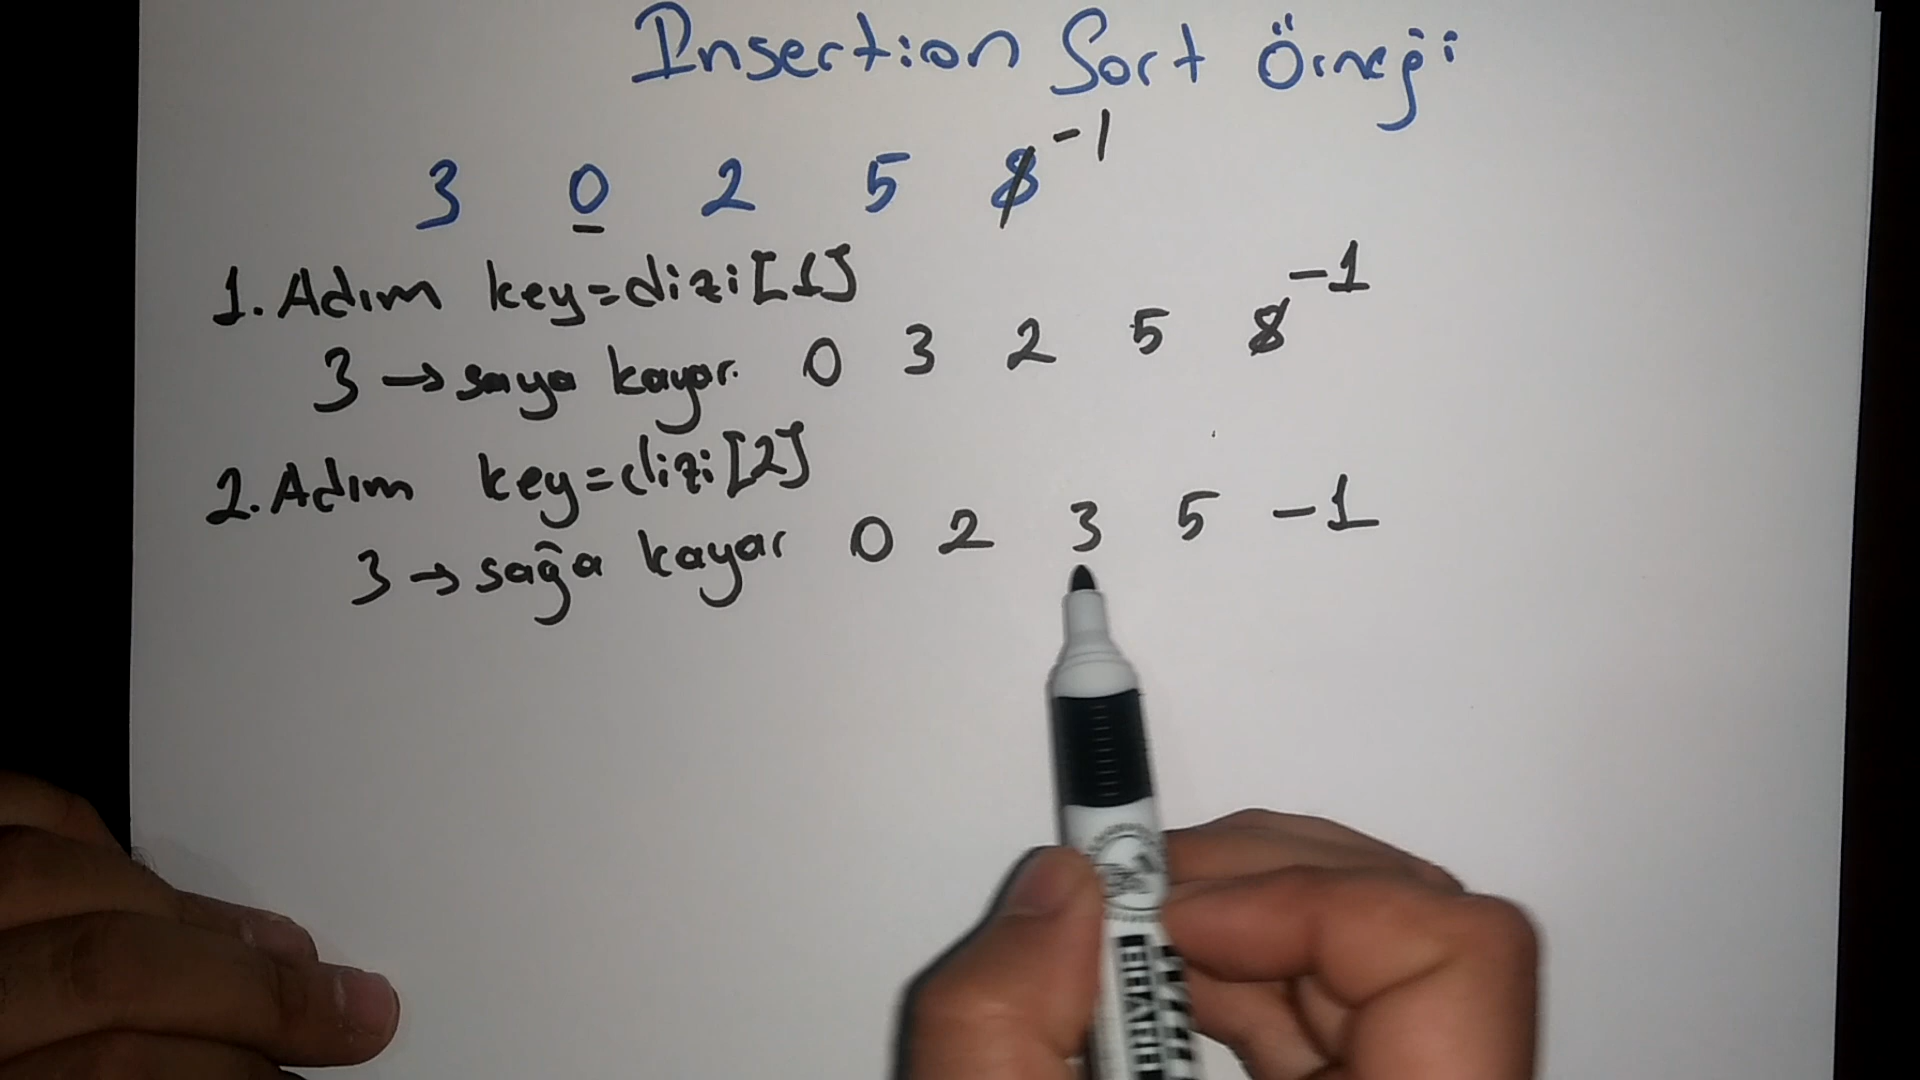 Insertion Sort Örneği
3 0 2 5 8 -1
1. Adım key=dizi[1]
3 → saya kayar. 0 3 2 5 8 -1
2. Adım key=dizi[2]
3 → sağa kayar 0 2 3 5 -1